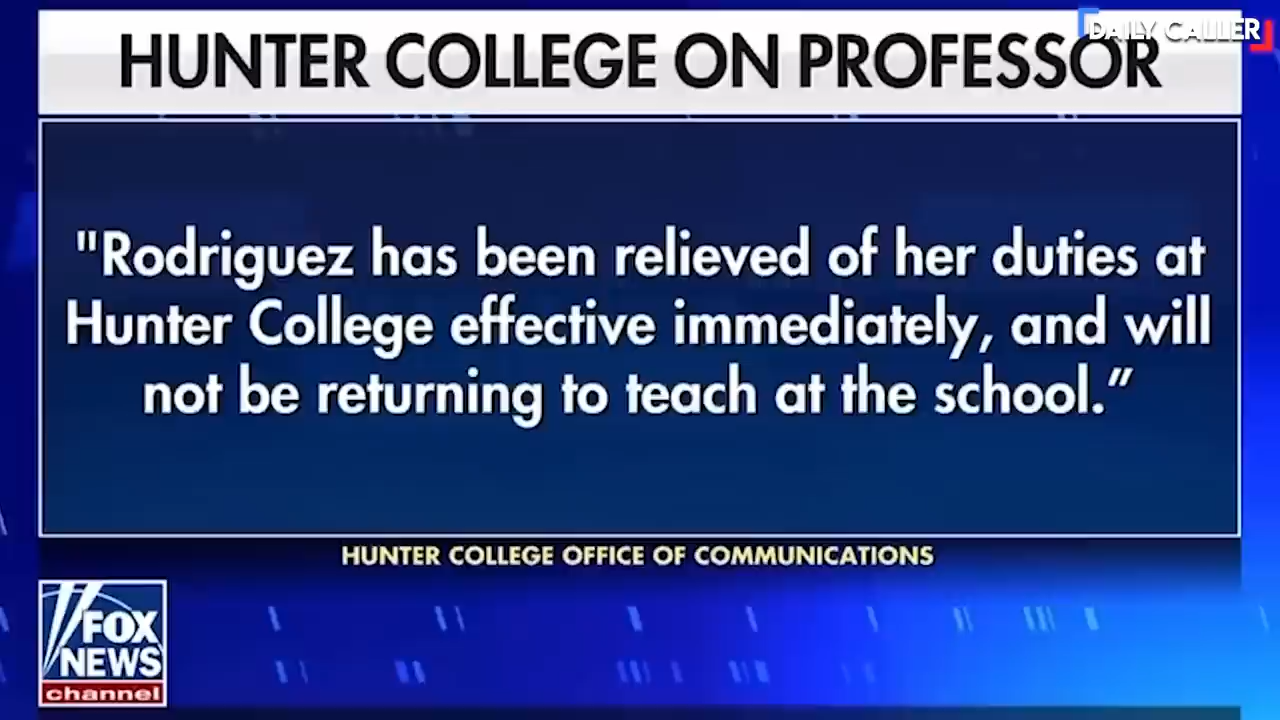 DAILY CALLER
HUNTER COLLEGE ON PROFESSOR
"Rodriguez has been relieved of her duties at
Hunter College effective immediately, and will
not be returning to teach at the school.”
HUNTER COLLEGE OFFICE OF COMMUNICATIONS
FOX
NEWS
channel